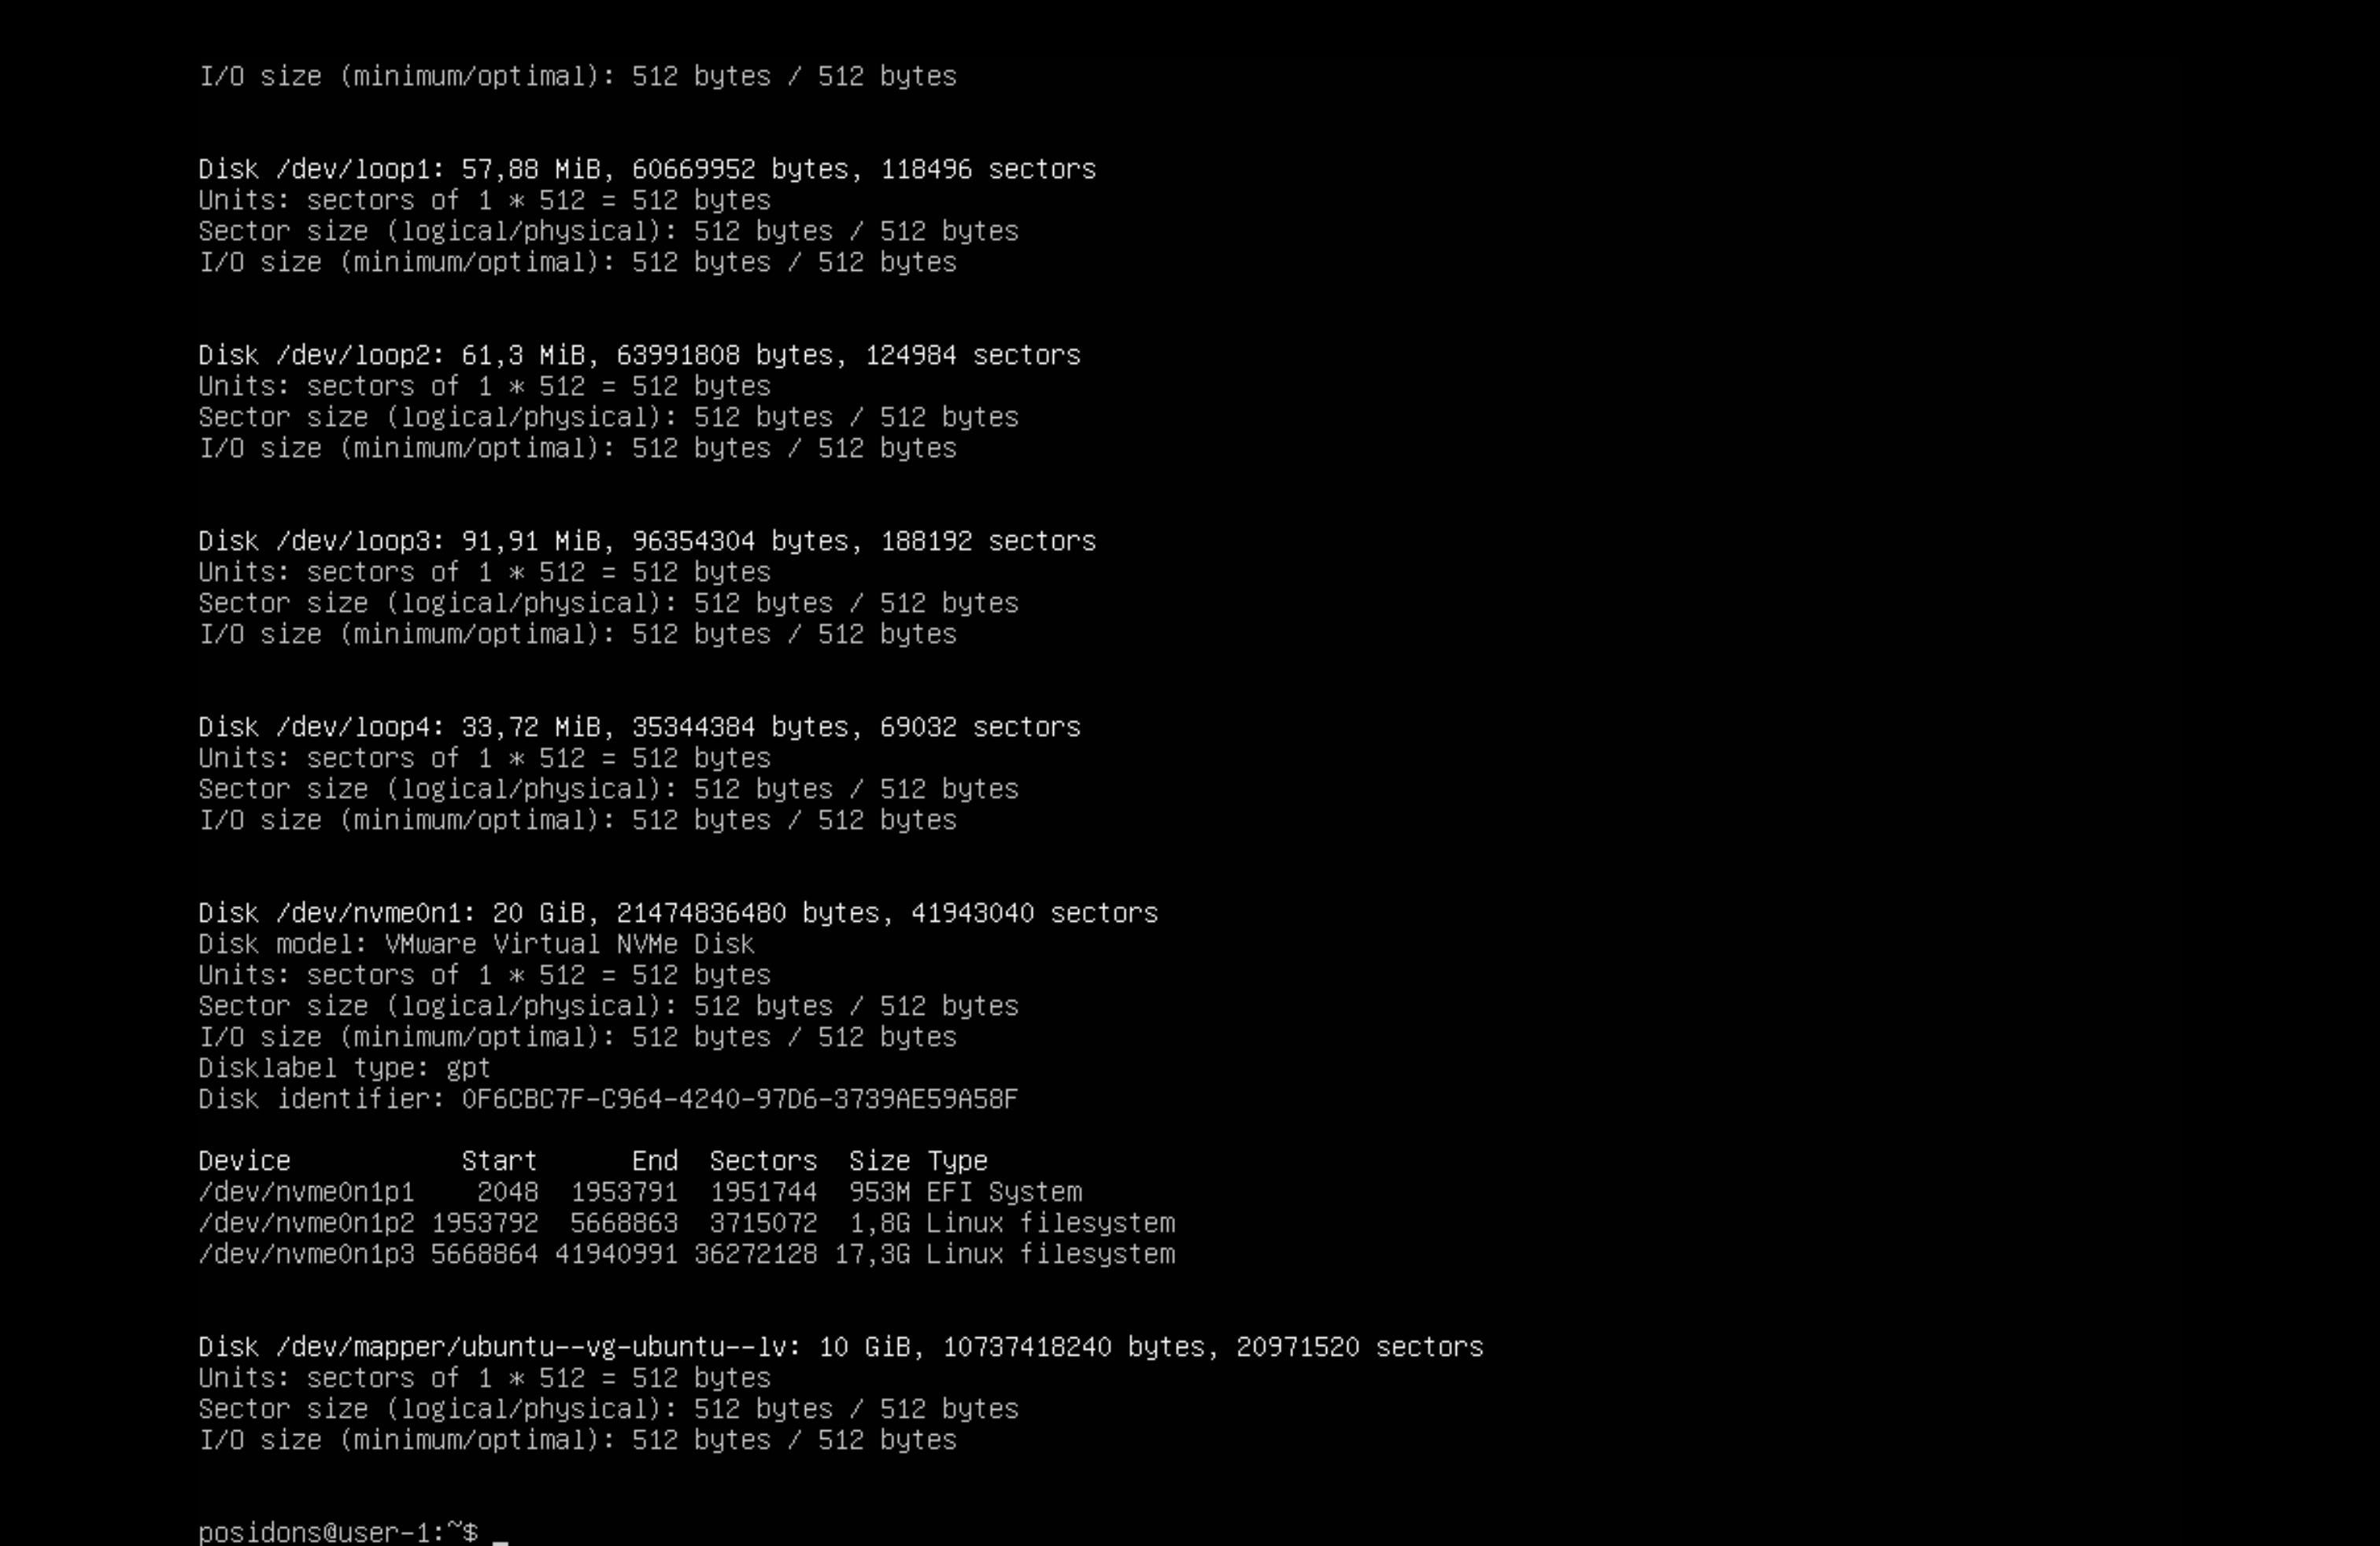 I/O size (minimum/optimal): 512 bytes / 512 bytes
Disk /dev/loop1: 57,88 MiB, 60669952 bytes, 118496 sectors
Units: sectors of 1 * 512 = 512 bytes
Sector size (logical/physical): 512 bytes / 512 bytes
I/O size (minimum/optimal): 512 bytes / 512 bytes
Disk /dev/loop2: 61,3 MiB, 63991808 bytes, 124984 sectors
Units: sectors of 1 * 512 = 512 bytes
Sector size (logical/physical): 512 bytes / 512 bytes
I/O size (minimum/optimal): 512 bytes / 512 bytes
Disk /dev/loop3: 91,91 MiB, 96354304 bytes, 188192 sectors
Units: sectors of 1 * 512 = 512 bytes
Sector size (logical/physical): 512 bytes / 512 bytes
I/O size (minimum/optimal): 512 bytes / 512 bytes
Disk /dev/loop4: 33,72 MiB, 35344384 bytes, 69032 sectors
Units: sectors of 1 * 512 = 512 bytes
Sector size (logical/physical): 512 bytes / 512 bytes
I/O size (minimum/optimal): 512 bytes / 512 bytes
Disk /dev/nvme0n1: 20 GiB, 21474836480 bytes, 41943040 sectors
Disk model: VMware Virtual NVMe Disk
Units: sectors of 1 * 512 = 512 bytes
Sector size (logical/physical): 512 bytes / 512 bytes
I/O size (minimum/optimal): 512 bytes / 512 bytes
Disklabel type: gpt
Disk identifier: 0F6CBC7F-C964-4240-97D6-3739AE59A58F
Device Start End Sectors Size Type
/dev/nvme0n1p1 2048 1953791 1951744 953M EFI System
/dev/nvme0n1p2 1953792 5668863 3715072 1,8G Linux filesystem
/dev/nvme0n1p3 5668864 41940991 36272128 17,3G Linux filesystem
Disk /dev/mapper/ubuntu--vg-ubuntu--lv: 10 GiB, 10737418240 bytes, 20971520 sectors
Units: sectors of 1 * 512 = 512 bytes
Sector size (logical/physical): 512 bytes / 512 bytes
I/O size (minimum/optimal): 512 bytes / 512 bytes
posidons@user-1:~$ _